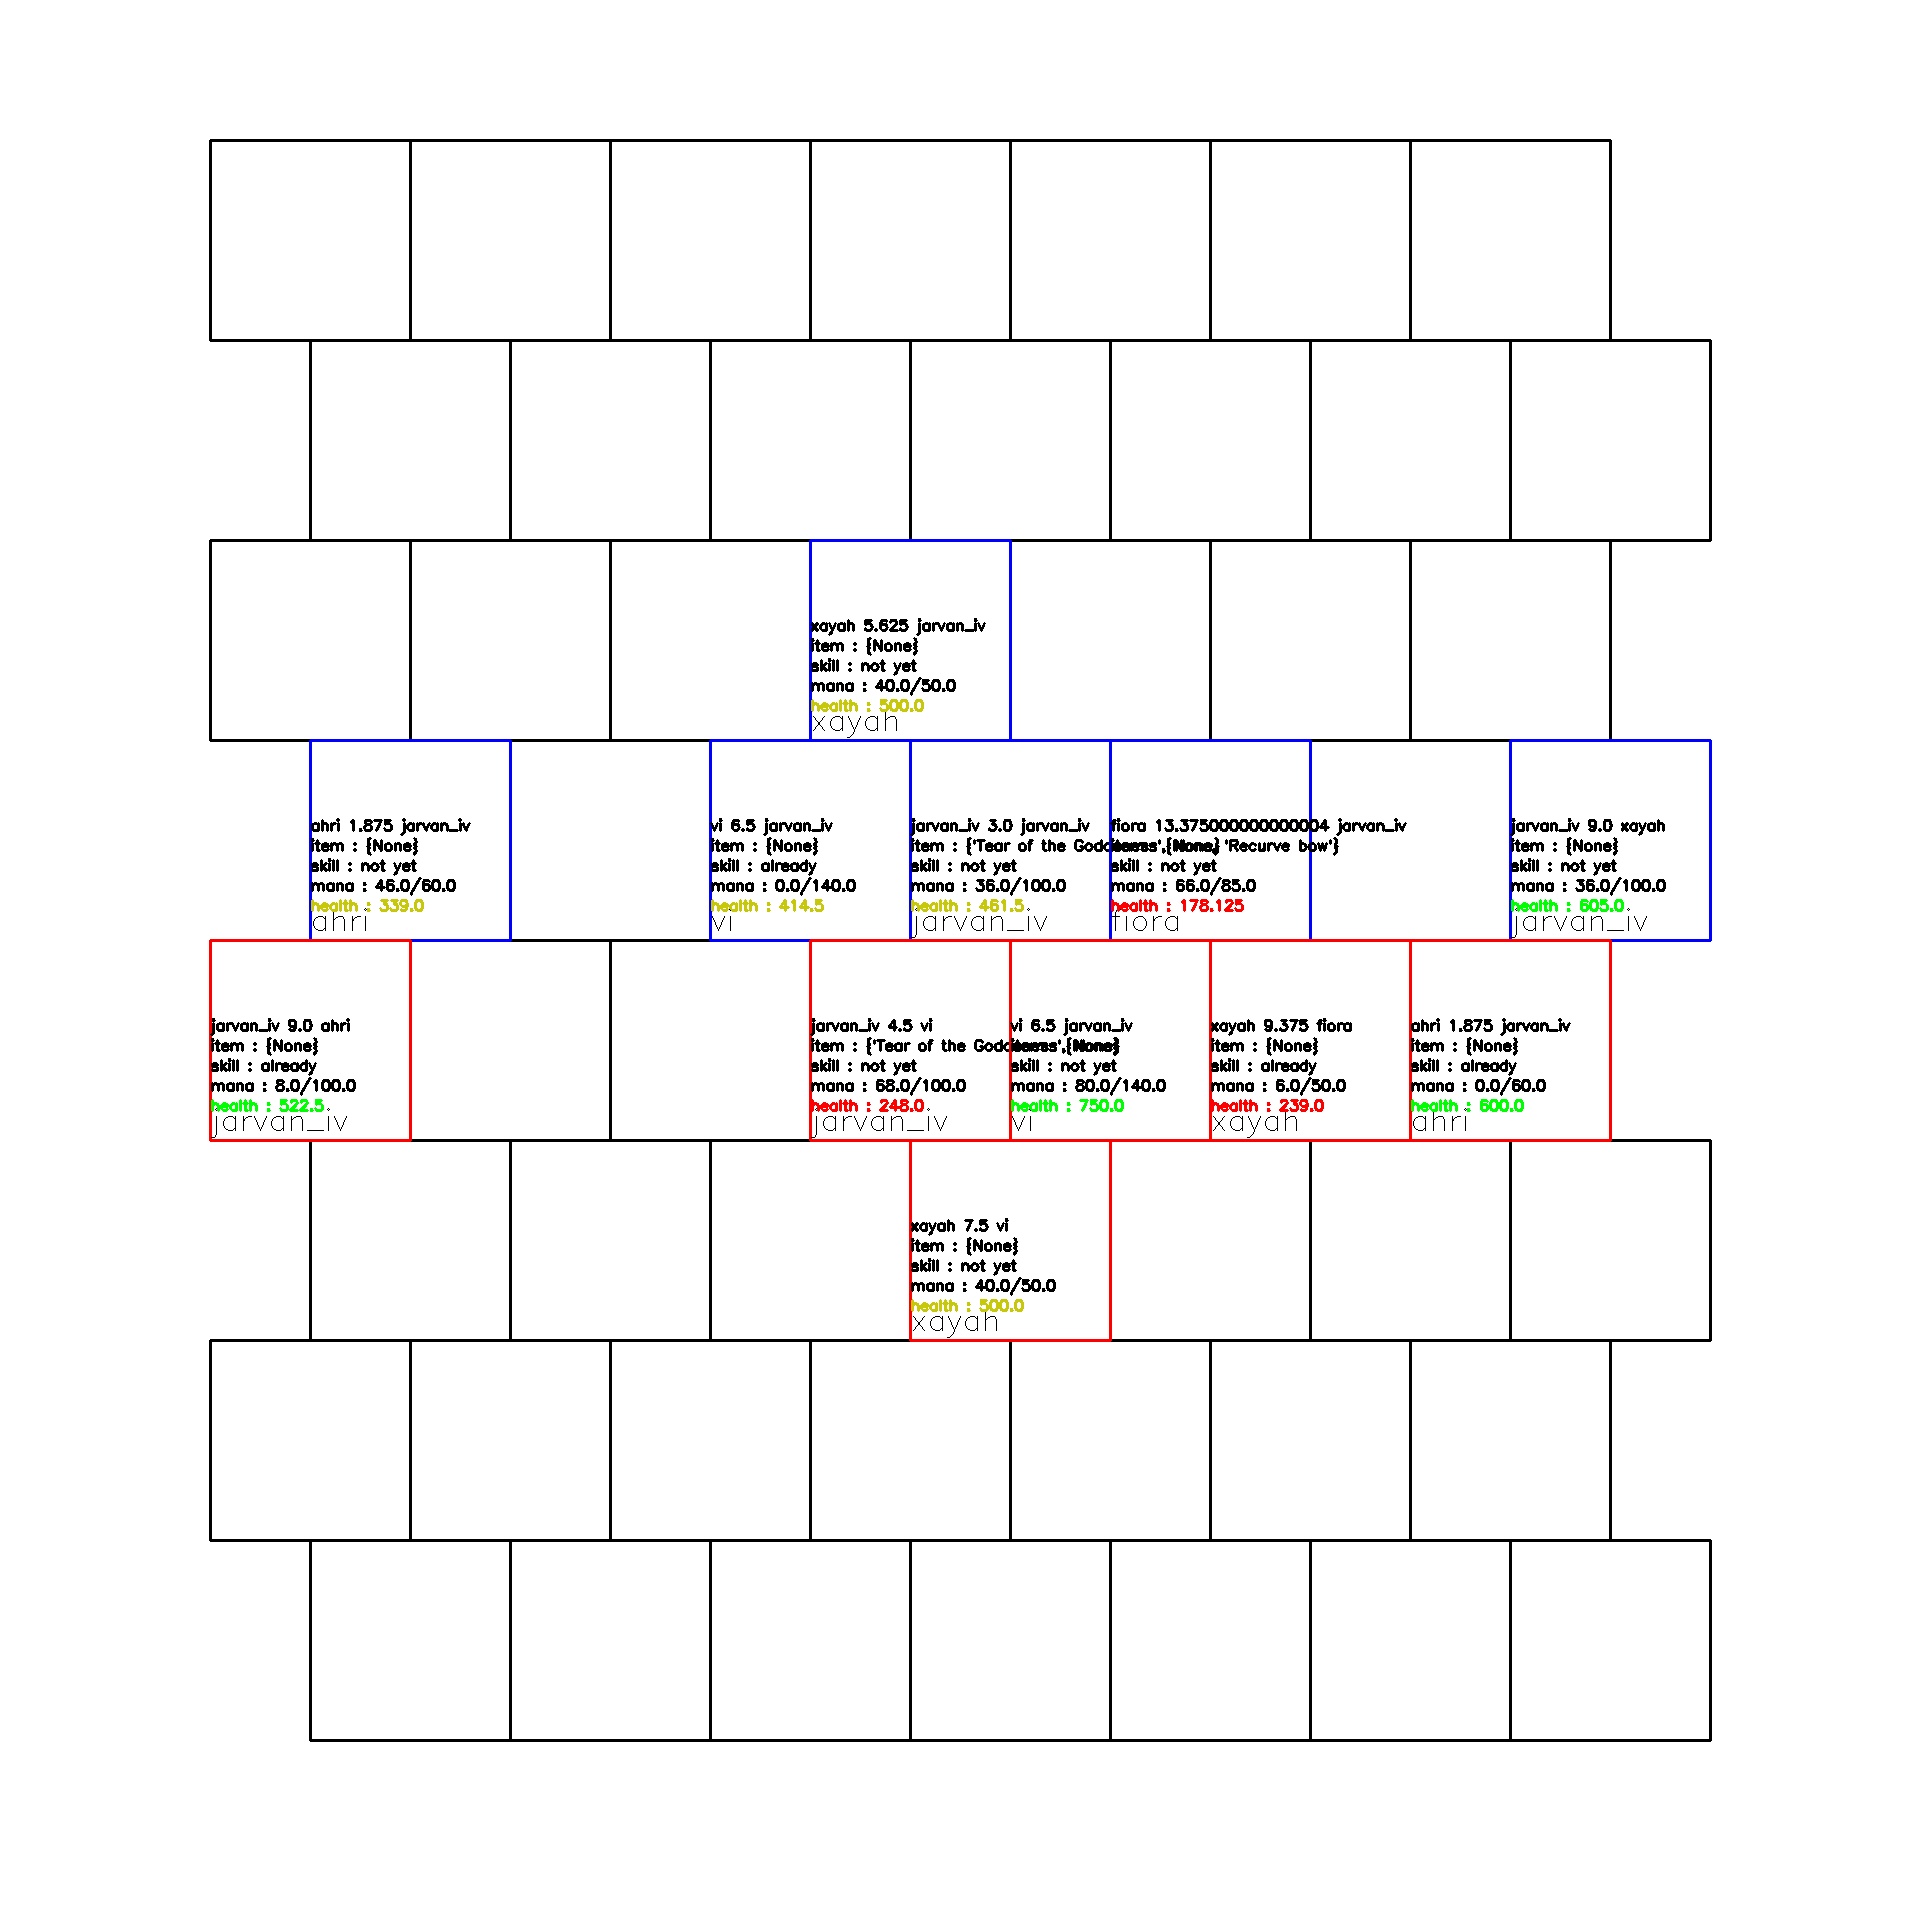 xayah 5.625 jarvan_iv
item : {None}
skill : not yet
mana : 40.0/50.0
health : 500.0
xayah
ahri 1.875 jarvan_iv
item : {None}
skill : not yet
mana : 46.0/60.0
health : 339.0
ahri
vi 6.5 jarvan_iv
item : {None}
skill : already
mana : 0.0/140.0
health : 414.5
vi
jarvan_iv 3.0 jarvan_iv
item : {'Tear of the Goddess', 'Recurve bow'}
skill : not yet
mana : 36.0/100.0
health : 461.5
jarvan_iv
fiora 13.375000000000004 jarvan_iv
{None}
skill : not yet
mana : 66.0/85.0
health : 178.125
fiora
jarvan_iv 9.0 xayah
item : {None}
skill : not yet
mana : 36.0/100.0
health : 605.0
jarvan_iv
jarvan_iv 9.0 ahri
item : {None}
skill : already
mana : 8.0/100.0
health : 522.5
jarvan_iv
jarvan_iv 4.5 vi
item : {'Tear of the Goddess',
skill : not yet
mana : 68.0/100.0
health : 248.0
jarvan_iv
vi 6.5 jarvan_iv
{None}
skill : not yet
mana : 80.0/140.0
health : 750.0
vi
xayah 9.375 fiora
item : {None}
skill : already
mana : 6.0/50.0
health : 239.0
xayah
ahri 1.875 jarvan_iv
item : {None}
skill : already
mana : 0.0/60.0
health : 600.0
ahri
xayah 7.5 vi
item : {None}
skill : not yet
mana : 40.0/50.0
health : 500.0
xayah